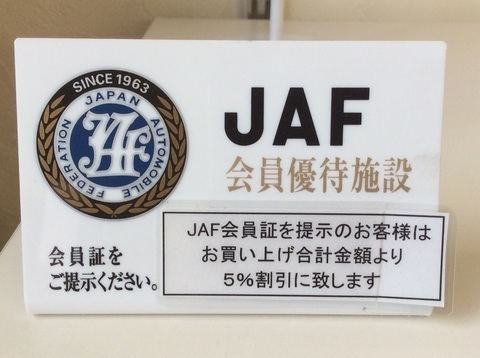 SINCE 1963
JAPAN AUTOMOBILE FEDERATION
JAF
JAF
会員優待施設
会員証を
ご提示ください。
JAF会員証を提示のお客様は
お買い上げ合計金額より
5%割引に致します